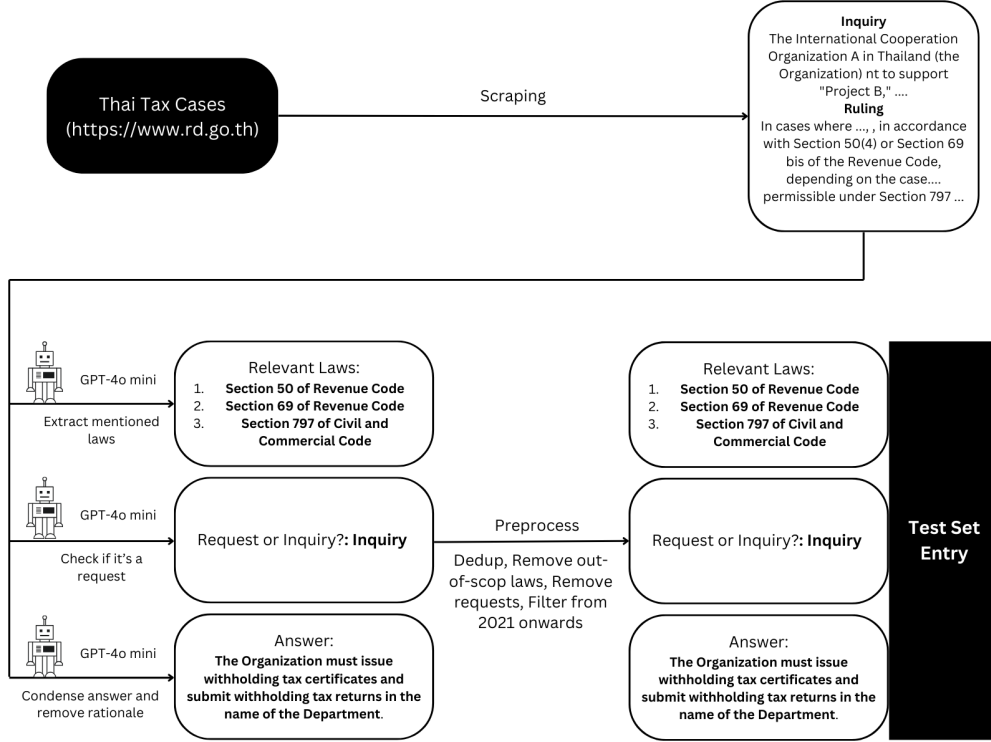 Thai Tax Cases
(https://www.rd.go.th)
Scraping
Inquiry
The International Cooperation
Organization A in Thailand (the
Organization) nt to support
"Project B," ....
Ruling
In cases where ..., , in accordance
with Section 50(4) or Section 69
bis of the Revenue Code,
depending on the case....
permissible under Section 797 ...
GPT-4o mini
Extract mentioned
laws
Relevant Laws:
1. Section 50 of Revenue Code
2. Section 69 of Revenue Code
3. Section 797 of Civil and
Commercial Code
GPT-4o mini
Check if it's a
request
Request or Inquiry?: Inquiry
GPT-4o mini
Condense answer and
remove rationale
Answer:
The Organization must issue
withholding tax certificates and
submit withholding tax returns in the
name of the Department.
Preprocess
Dedup, Remove out-
of-scop laws, Remove
requests, Filter from
2021 onwards
Relevant Laws:
1. Section 50 of Revenue Code
2. Section 69 of Revenue Code
3. Section 797 of Civil and
Commercial Code
Request or Inquiry?: Inquiry
Answer:
The Organization must issue
withholding tax certificates and
submit withholding tax returns in the
name of the Department.
Test Set
Entry